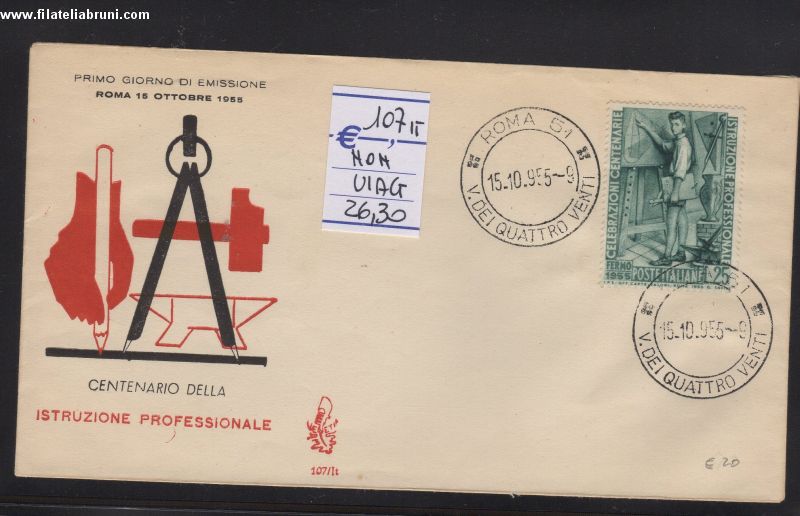 www.filateliabruni.com
PRIMO GIORNO DI EMISSIONE
ROMA 15 OTTOBRE 1955
107 IT
€
NON
VIAG
26,30
ROMA 51
15.10.955-9
V. DEI QUATTRO VENTI
CELEBRAZIONI CENTENARIE
ISTRUZIONE PROFESSIONALE
FERMO
1955
POSTE ITALIANE
L25
15.10.955-9
V. DEI QUATTRO VENTI
CENTENARIO DELLA
ISTRUZIONE PROFESSIONALE
107/It
€ 20